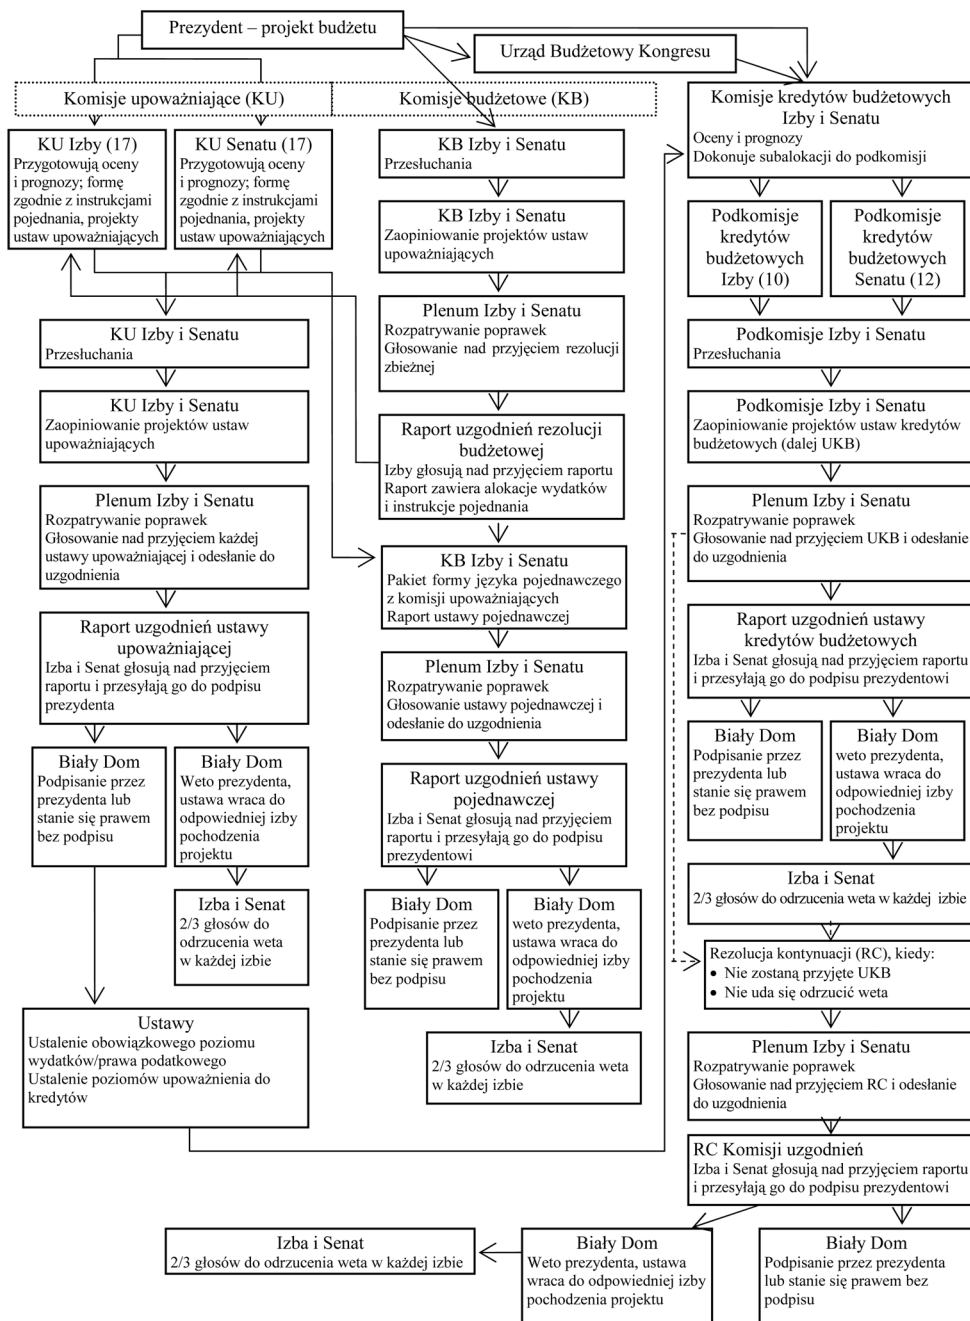 Prezydent – projekt budżetu
Urząd Budżetowy Kongresu
Komisje upoważniające (KU)
Komisje budżetowe (KB)
KU Izby (17)
Przygotowują oceny
i prognozy; formę
zgodnie z instrukcjami
pojednania, projekty
ustaw upoważniających
KU Senatu (17)
Przygotowują oceny
i prognozy; formę
zgodnie z instrukcjami
pojednania, projekty
ustaw upoważniających
KU Izby i Senatu
Przesłuchania
KU Izby i Senatu
Zaopiniowanie projektów ustaw
upoważniających
Plenum Izby i Senatu
Rozpatrywanie poprawek
Głosowanie nad przyjęciem każdej
ustawy upoważniającej i odesłanie do
uzgodnienia
Raport uzgodnień ustawy
upoważniającej
Izba i Senat głosują nad przyjęciem
raportu i przesyłają go do podpisu
prezydenta
Biały Dom
Podpisanie przez
prezydenta lub
stanie się prawem
bez podpisu
Biały Dom
Weto prezydenta,
ustawa wraca do
odpowiedniej izby
pochodzenia
projektu
Izba i Senat
2/3 głosów do
odrzucenia weta
w każdej izbie
Ustawy
Ustalenie obowiązkowego poziomu
wydatków/prawa podatkowego
Ustalenie poziomów upoważnienia do
kredytów
KB Izby i Senatu
Przesłuchania
KB Izby i Senatu
Zaopiniowanie projektów ustaw
upoważniających
Plenum Izby i Senatu
Rozpatrywanie poprawek
Głosowanie nad przyjęciem rezolucji
zbieżnej
Raport uzgodnień rezolucji
budżetowej
Izby głosują nad przyjęciem raportu
Raport zawiera alokacje wydatków
i instrukcje pojednania
KB Izby i Senatu
Pakiet formy języka pojednawczego
z komisji upoważniających
Raport ustawy pojednawczej
Plenum Izby i Senatu
Rozpatrywanie poprawek
Głosowanie ustawy pojednawczej i
odesłanie do uzgodnienia
Raport uzgodnień ustawy
pojednawczej
Izba i Senat głosują nad przyjęciem
raportu i przesyłają go do podpisu
prezydentowi
Biały Dom
Podpisanie przez
prezydenta lub
stanie się prawem
bez podpisu
Biały Dom
weto prezydenta,
ustawa wraca do
odpowiedniej izby
pochodzenia
projektu
Izba i Senat
2/3 głosów do odrzucenia weta
w każdej izbie
Komisje kredytów budżetowych
Izby i Senatu
Oceny i prognozy
Dokonuje subalokacji do podkomisji
Podkomisje
kredytów
budżetowych
Izby (10)
Podkomisje
kredytów
budżetowych
Senatu (12)
Podkomisje Izby i Senatu
Przesłuchania
Podkomisje Izby i Senatu
Zaopiniowanie projektów ustaw kredytów
budżetowych (dalej UKB)
Plenum Izby i Senatu
Rozpatrywanie poprawek
Głosowanie nad przyjęciem UKB i odesłanie
do uzgodnienia
Raport uzgodnień ustawy
kredytów budżetowych
Izba i Senat głosują nad przyjęciem raportu
i przesyłają go do podpisu prezydentowi
Biały Dom
Podpisanie przez
prezydenta lub
stanie się prawem
bez podpisu
Biały Dom
weto prezydenta,
ustawa wraca do
odpowiedniej izby
pochodzenia
projektu
Izba i Senat
2/3 głosów do odrzucenia weta w każdej izbie
Rezolucja kontynuacji (RC), kiedy:
• Nie zostaną przyjęte UKB
• Nie uda się odrzucić weta
Plenum Izby i Senatu
Rozpatrywanie poprawek
Głosowanie nad przyjęciem RC i odesłanie
do uzgodnienia
RC Komisji uzgodnień
Izba i Senat głosują nad przyjęciem raportu
i przesyłają go do podpisu prezydentowi
Izba i Senat
2/3 głosów do odrzucenia weta w każdej izbie
Biały Dom
Weto prezydenta, ustawa
wraca do odpowiedniej izby
pochodzenia projektu
Biały Dom
Podpisanie przez prezydenta
lub stanie się prawem bez
podpisu